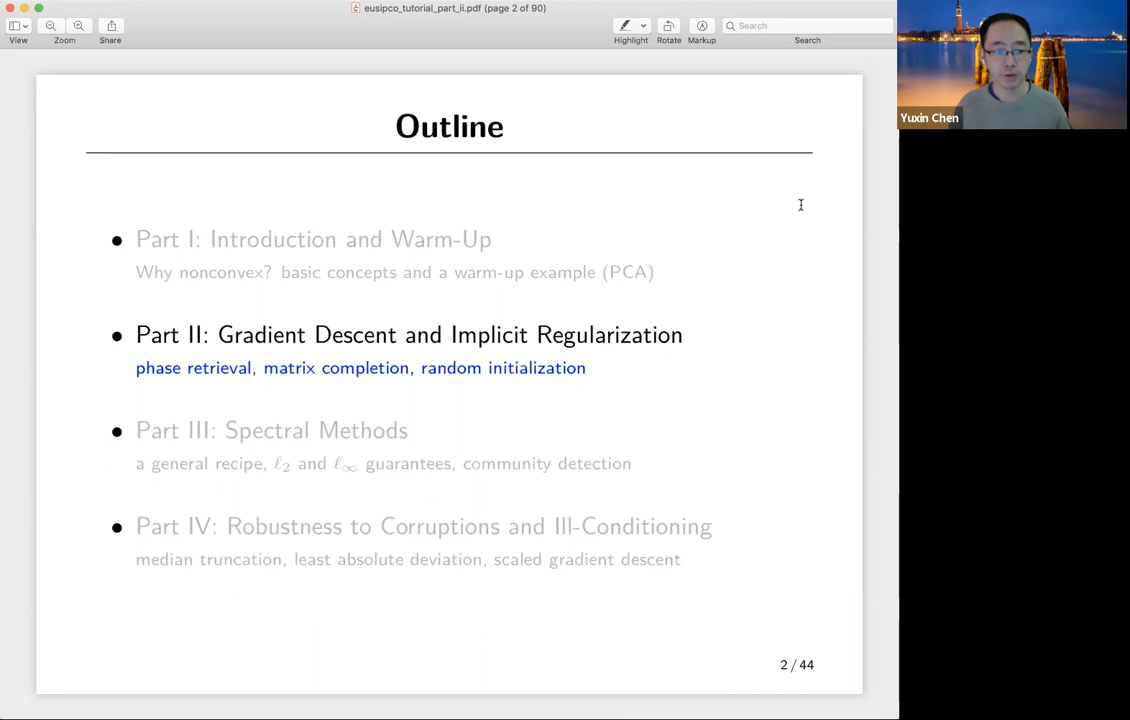 eusipco_tutorial_part_ii.pdf (page 2 of 90)
View Zoom Share Highlight Rotate Markup Search
Search
Yuxin Chen
Outline
• Part I: Introduction and Warm-Up
Why nonconvex? basic concepts and a warm-up example (PCA)
• Part II: Gradient Descent and Implicit Regularization
phase retrieval, matrix completion, random initialization
• Part III: Spectral Methods
a general recipe, ℓ₂ and ℓ∞ guarantees, community detection
• Part IV: Robustness to Corruptions and Ill-Conditioning
median truncation, least absolute deviation, scaled gradient descent
2 / 44